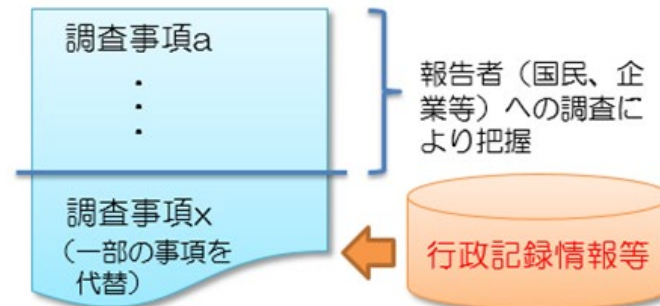 調査事項a
・
・
・
報告者（国民、企
業等）への調査に
より把握
調査事項x
（一部の事項を
代替）
行政記録情報等